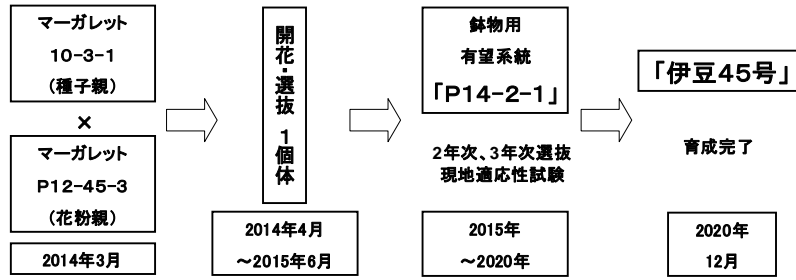 マーガレット
10-3-1
（種子親）
×
マーガレット
P12-45-3
（花粉親）
2014年3月
開花・選抜 1個体
2014年4月
～2015年6月
鉢物用
有望系統
「P14-2-1」
2年次、3年次選抜
現地適応性試験
2015年
～2020年
「伊豆45号」
育成完了
2020年
12月